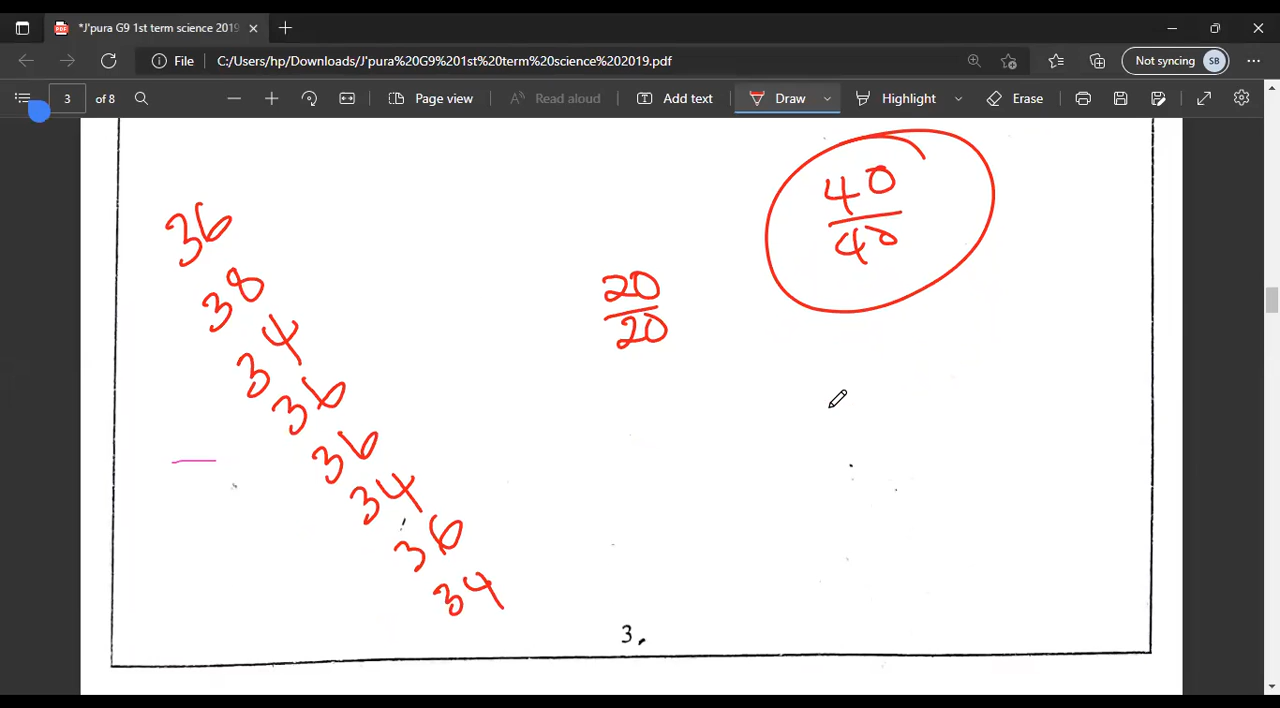 *J'pura G9 1st term science 2019
File
C:/Users/hp/Downloads/J'pura%20G9%201st%20term%20science%202019.pdf
Not syncing
SB
3
of 8
Page view
Read aloud
Add text
Draw
Highlight
Erase
40
40
36
38
20
20
34
36
36
34
36
34
3.